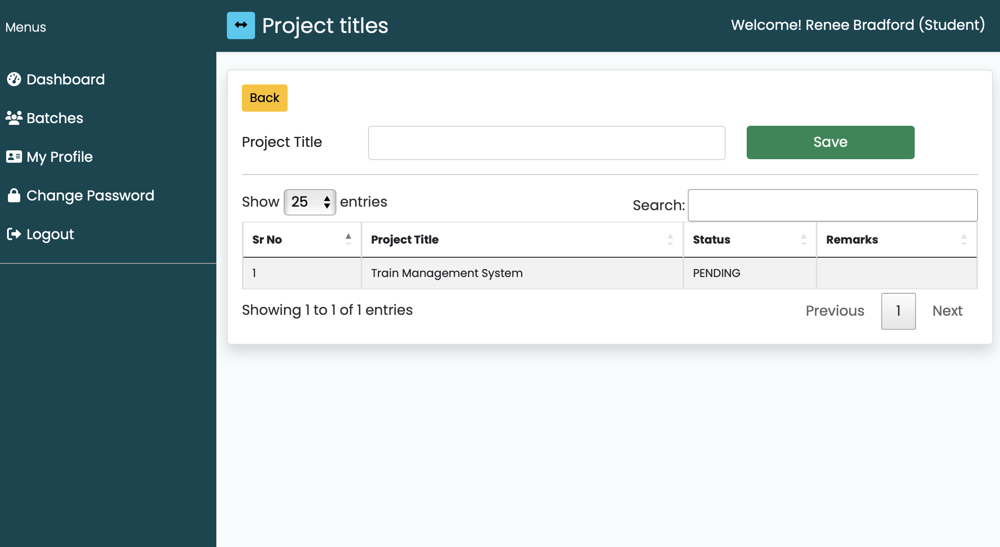 Menus
Dashboard
Batches
My Profile
Change Password
Logout
Project titles
Welcome! Renee Bradford (Student)
Back
Project Title
Save
Show 25 entries
Search:
Sr No Project Title Status Remarks
1 Train Management System PENDING
Showing 1 to 1 of 1 entries
Previous 1 Next